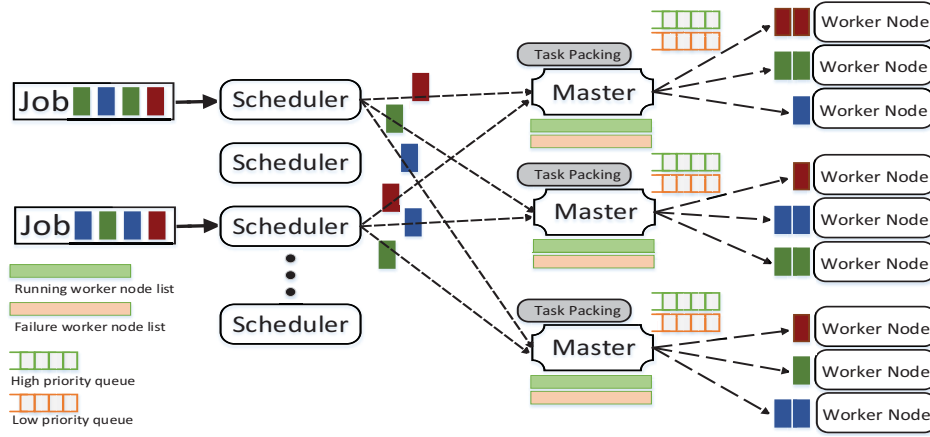 Job
Scheduler
Scheduler
Job
Scheduler
Scheduler
Running worker node list
Failure worker node list
High priority queue
Low priority queue
Task Packing
Master
Task Packing
Master
Task Packing
Master
Worker Node
Worker Node
Worker Node
Worker Node
Worker Node
Worker Node
Worker Node
Worker Node
Worker Node